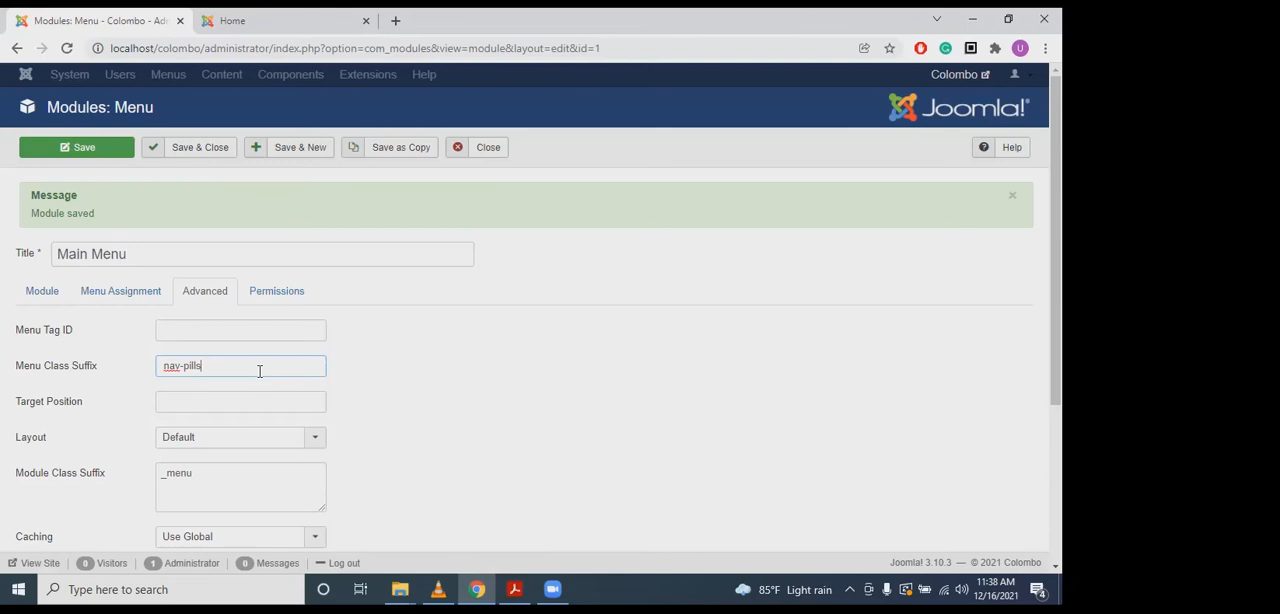 Modules: Menu - Colombo - Adm
Home
localhost/colombo/administrator/index.php?option=com_modules&view=module&layout=edit&id=1
U
System Users Menus Content Components Extensions Help
Colombo
Modules: Menu
Joomla!
Save
Save & Close
Save & New
Save as Copy
Close
Help
Message
Module saved
×
Title *
Main Menu
Module
Menu Assignment
Advanced
Permissions
Menu Tag ID
Menu Class Suffix
nav-pills
Target Position
Layout
Default
Module Class Suffix
_menu
Caching
Use Global
View Site
0 Visitors
1 Administrator
0 Messages
Log out
Joomla! 3.10.3 — © 2021 Colombo
Type here to search
85°F Light rain
11:38 AM
12/16/2021
4